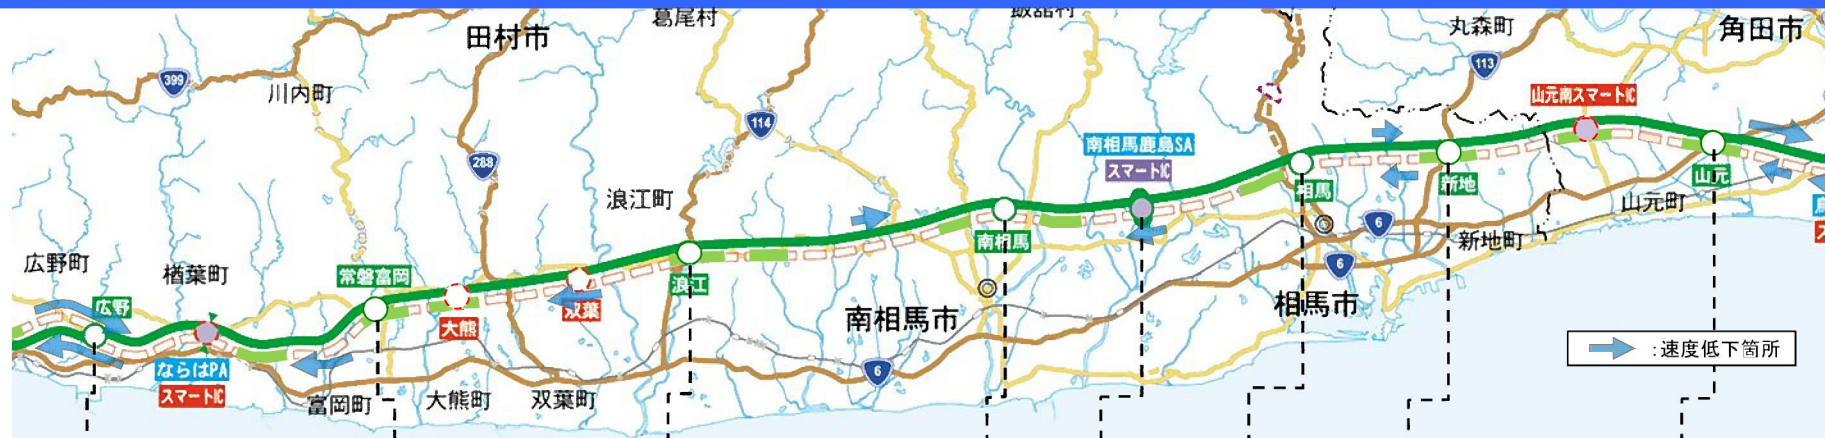 葛尾村
田村市
丸森町
角田市
399
川内町
113
山元南スマートIC
114
288
南相馬鹿島SA
スマートIC
浪江町
相馬
新地
山元
山元町
6
広野町
楢葉町
常磐富岡
南相馬
新地町
浪江
6
広野
大熊
双葉
南相馬市
相馬市
ならはPA
スマートIC
6
:速度低下箇所
富岡町
大熊町
双葉町